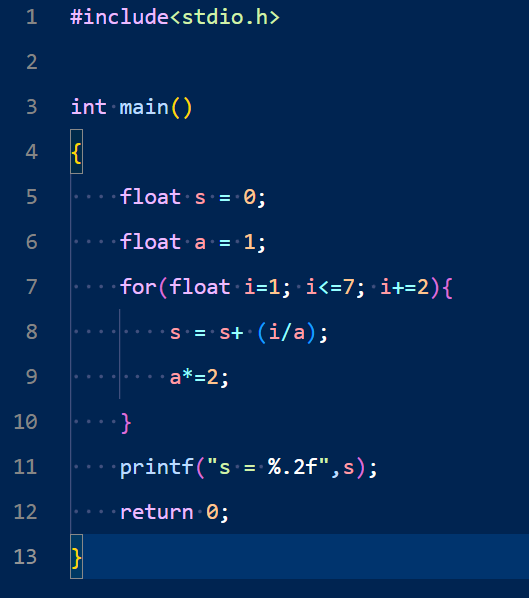 1 #include<stdio.h>
2
3 int main()
4 {
5     float s = 0;
6     float a = 1;
7     for(float i=1; i<=7; i+=2){
8         s = s+ (i/a);
9         a*=2;
10     }
11     printf("s = %.2f",s);
12     return 0;
13 }